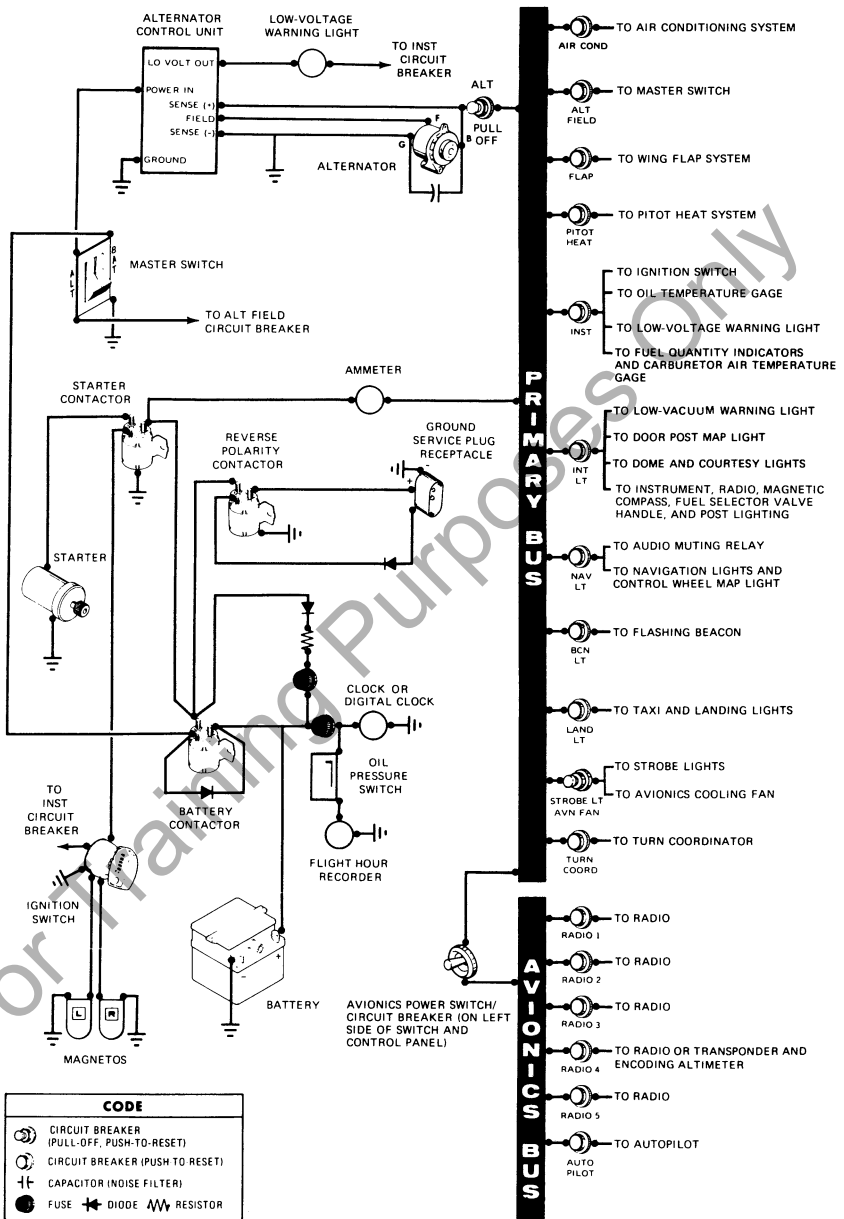 ALTERNATOR
CONTROL UNIT
LOW-VOLTAGE
WARNING LIGHT
TO INST
CIRCUIT
BREAKER
LO VOLT OUT
POWER IN
SENSE (+)
FIELD
SENSE (-)
GROUND
F
G
B
ALT
PULL
OFF
ALTERNATOR
BAT
ALT
MASTER SWITCH
TO ALT FIELD
CIRCUIT BREAKER
AMMETER
STARTER
CONTACTOR
REVERSE
POLARITY
CONTACTOR
GROUND
SERVICE PLUG
RECEPTACLE
-
+
STARTER
CLOCK OR
DIGITAL CLOCK
OIL
PRESSURE
SWITCH
BATTERY
CONTACTOR
FLIGHT HOUR
RECORDER
TO
INST
CIRCUIT
BREAKER
IGNITION
SWITCH
L
R
MAGNETOS
-
+
BATTERY
AVIONICS POWER SWITCH/
CIRCUIT BREAKER (ON LEFT
SIDE OF SWITCH AND
CONTROL PANEL)
PRIMARY BUS
AIR COND
TO AIR CONDITIONING SYSTEM
ALT
FIELD
TO MASTER SWITCH
FLAP
TO WING FLAP SYSTEM
PITOT
HEAT
TO PITOT HEAT SYSTEM
INST
TO IGNITION SWITCH
TO OIL TEMPERATURE GAGE
TO LOW-VOLTAGE WARNING LIGHT
TO FUEL QUANTITY INDICATORS
AND CARBURETOR AIR TEMPERATURE
GAGE
INT
LT
TO LOW-VACUUM WARNING LIGHT
TO DOOR POST MAP LIGHT
TO DOME AND COURTESY LIGHTS
TO INSTRUMENT, RADIO, MAGNETIC
COMPASS, FUEL SELECTOR VALVE
HANDLE, AND POST LIGHTING
NAV
LT
TO AUDIO MUTING RELAY
TO NAVIGATION LIGHTS AND
CONTROL WHEEL MAP LIGHT
BCN
LT
TO FLASHING BEACON
LAND
LT
TO TAXI AND LANDING LIGHTS
STROBE LT
AVN FAN
TO STROBE LIGHTS
TO AVIONICS COOLING FAN
TURN
COORD
TO TURN COORDINATOR
AVIONICS BUS
RADIO 1
TO RADIO
RADIO 2
TO RADIO
RADIO 3
TO RADIO
RADIO 4
TO RADIO OR TRANSPONDER AND
ENCODING ALTIMETER
RADIO 5
TO RADIO
AUTO
PILOT
TO AUTOPILOT
CODE
CIRCUIT BREAKER
(PULL-OFF, PUSH-TO-RESET)
CIRCUIT BREAKER (PUSH TO RESET)
CAPACITOR (NOISE FILTER)
FUSE DIODE RESISTOR
or Training Purposes Only